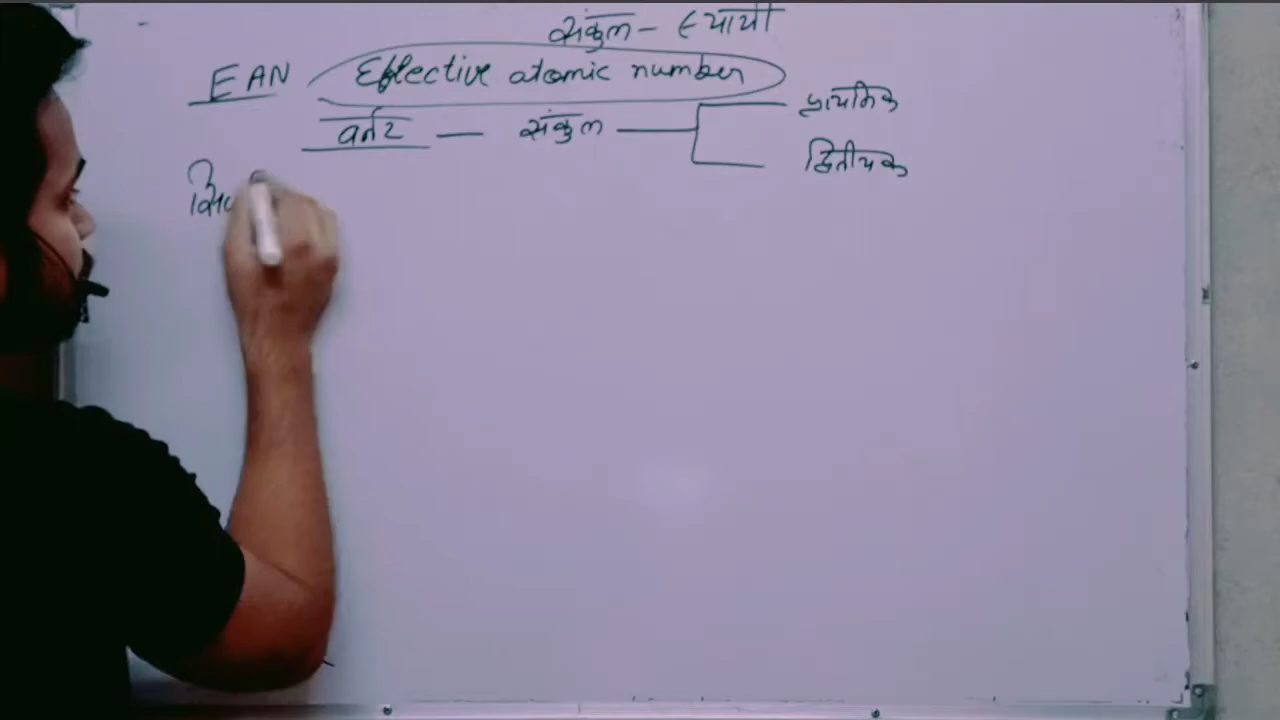 संकुल - स्थायी
EAN Effective atomic number
वर्नर — संकुल
प्राथमिक
द्वितीयक